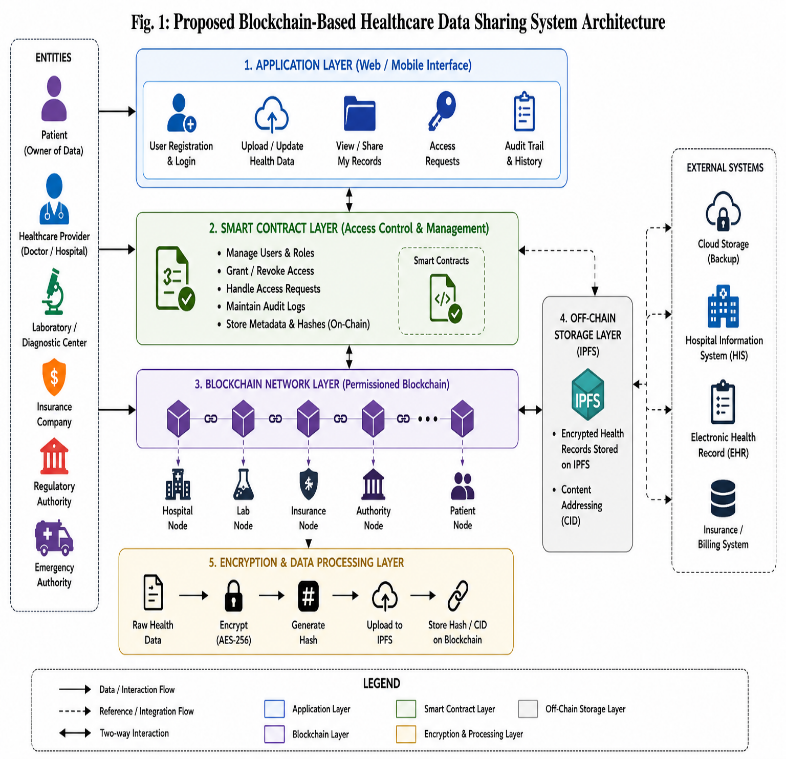 Fig. 1: Proposed Blockchain-Based Healthcare Data Sharing System Architecture
ENTITIES
Patient
(Owner of Data)
Healthcare Provider
(Doctor / Hospital)
Laboratory /
Diagnostic Center
$
Insurance
Company
Regulatory
Authority
Emergency
Authority
1. APPLICATION LAYER (Web / Mobile Interface)
User Registration
& Login
Upload / Update
Health Data
View / Share
My Records
Access
Requests
Audit Trail
& History
2. SMART CONTRACT LAYER (Access Control & Management)
3
• Manage Users & Roles
• Grant / Revoke Access
• Handle Access Requests
• Maintain Audit Logs
• Store Metadata & Hashes (On-Chain)
Smart Contracts
</>
3. BLOCKCHAIN NETWORK LAYER (Permissioned Blockchain)
Hospital
Node
Lab
Node
Insurance
Node
Authority
Node
Patient
Node
4. OFF-CHAIN
STORAGE LAYER
(IPFS)
IPFS
• Encrypted Health
Records Stored
on IPFS
• Content
Addressing
(CID)
EXTERNAL SYSTEMS
Cloud Storage
(Backup)
Hospital Information
System (HIS)
Electronic Health
Record (EHR)
Insurance /
Billing System
5. ENCRYPTION & DATA PROCESSING LAYER
Raw Health
Data
Encrypt
(AES-256)
#
Generate
Hash
Upload to
IPFS
Store Hash / CID
on Blockchain
LEGEND
Data / Interaction Flow
Reference / Integration Flow
Two-way Interaction
Application Layer
Smart Contract Layer
Off-Chain Storage Layer
Blockchain Layer
Encryption & Processing Layer